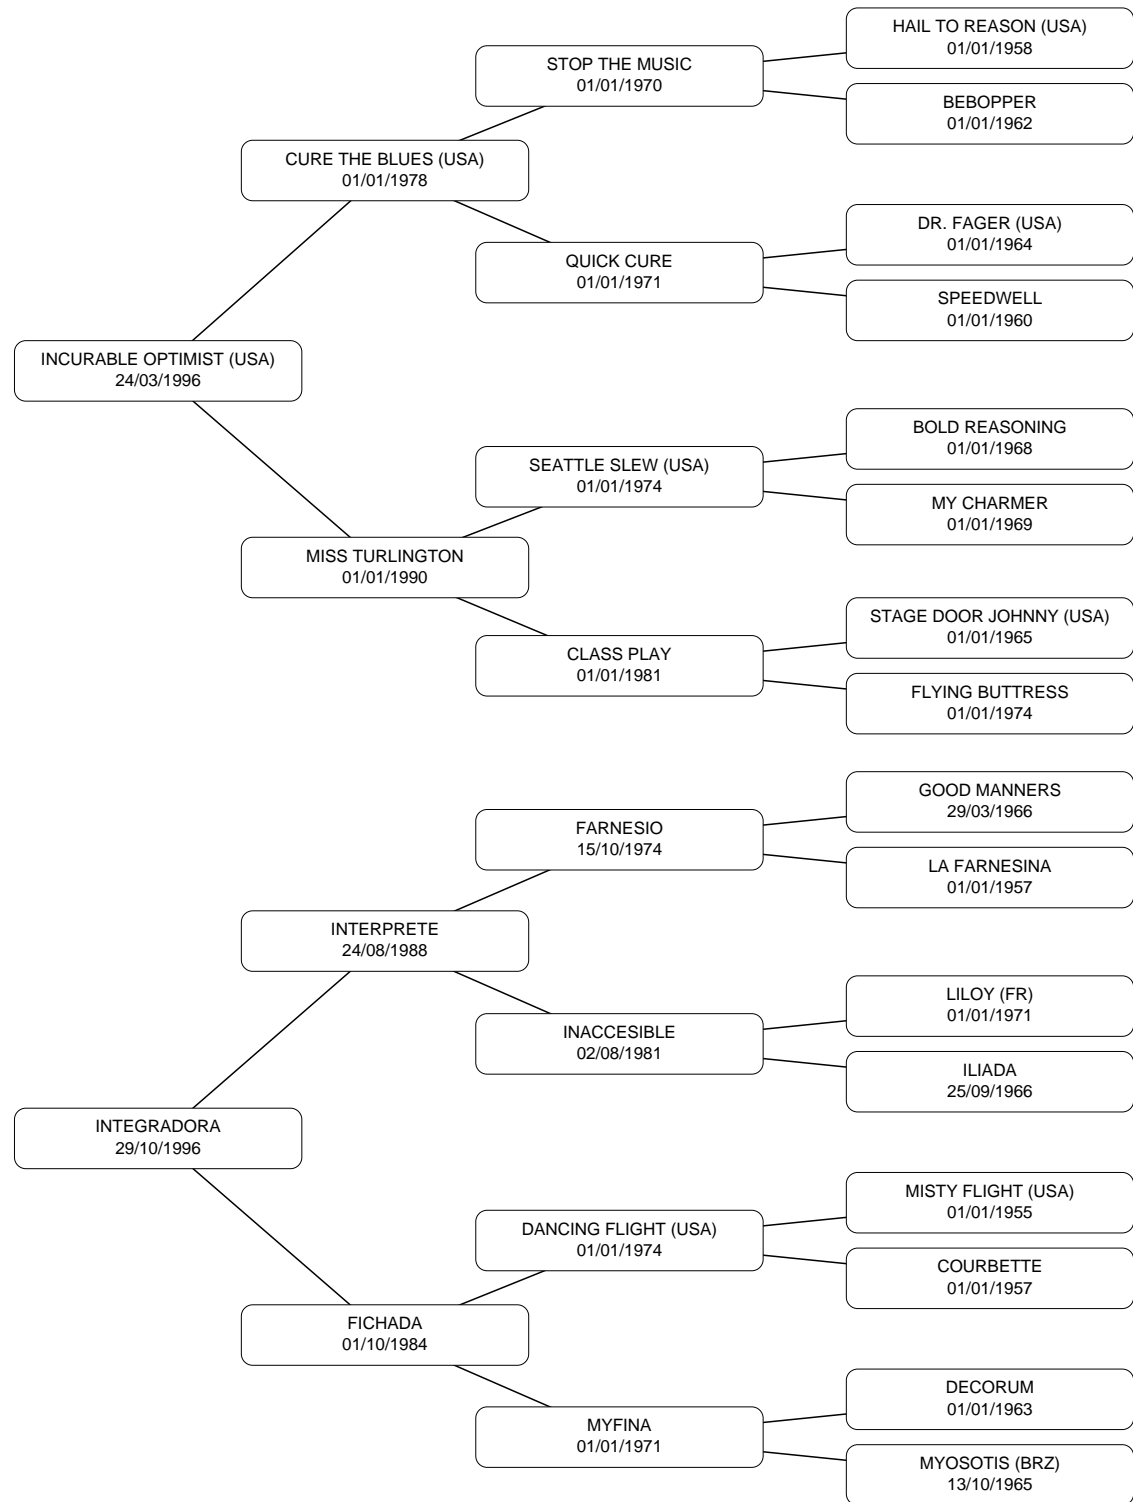 HAIL TO REASON (USA)
01/01/1958
STOP THE MUSIC
01/01/1970
BEBOPPER
01/01/1962
CURE THE BLUES (USA)
01/01/1978
DR. FAGER (USA)
01/01/1964
QUICK CURE
01/01/1971
SPEEDWELL
01/01/1960
INCURABLE OPTIMIST (USA)
24/03/1996
BOLD REASONING
01/01/1968
SEATTLE SLEW (USA)
01/01/1974
MY CHARMER
01/01/1969
MISS TURLINGTON
01/01/1990
STAGE DOOR JOHNNY (USA)
01/01/1965
CLASS PLAY
01/01/1981
FLYING BUTTRESS
01/01/1974
GOOD MANNERS
29/03/1966
FARNESIO
15/10/1974
LA FARNESINA
01/01/1957
INTERPRETE
24/08/1988
LILOY (FR)
01/01/1971
INACCESIBLE
02/08/1981
ILIADA
25/09/1966
INTEGRADORA
29/10/1996
MISTY FLIGHT (USA)
01/01/1955
DANCING FLIGHT (USA)
01/01/1974
COURBETTE
01/01/1957
FICHADA
01/10/1984
DECORUM
01/01/1963
MYFINA
01/01/1971
MYOSOTIS (BRZ)
13/10/1965